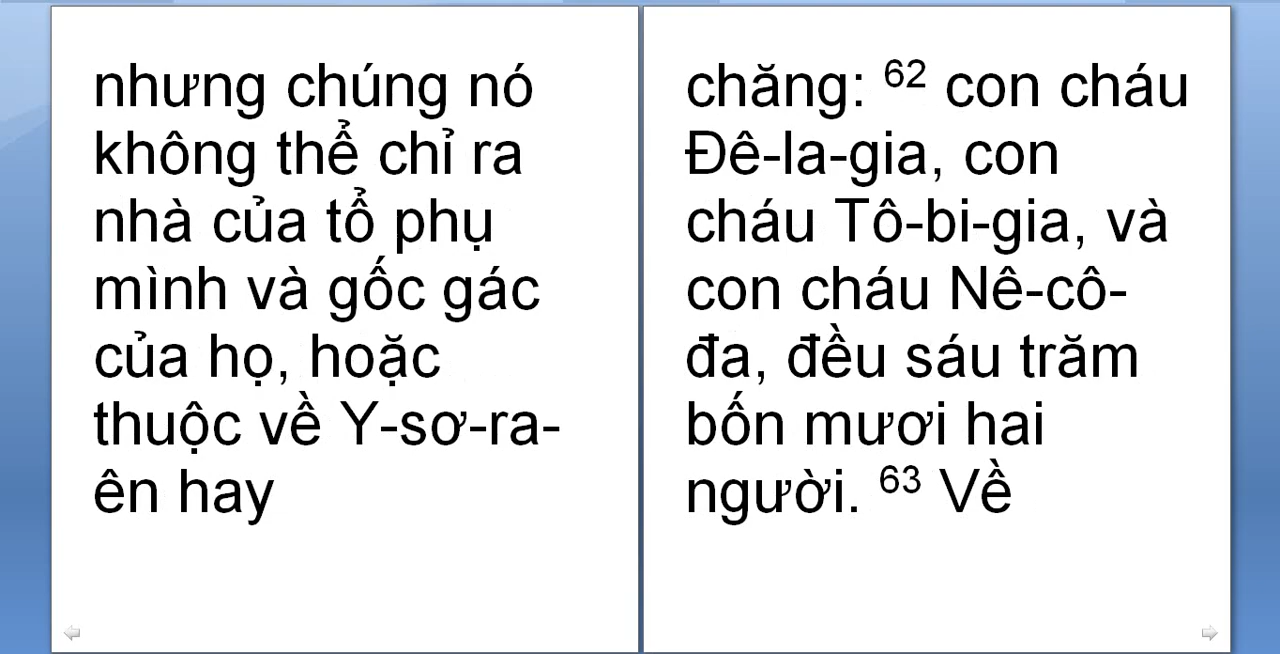 nhưng chúng nó
không thể chỉ ra
nhà của tổ phụ
mình và gốc gác
của họ, hoặc
thuộc về Y-sơ-ra-
ên hay
chăng: 62 con cháu
Đê-la-gia, con
cháu Tô-bi-gia, và
con cháu Nê-cô-
đa, đều sáu trăm
bốn mươi hai
người. 63 Về